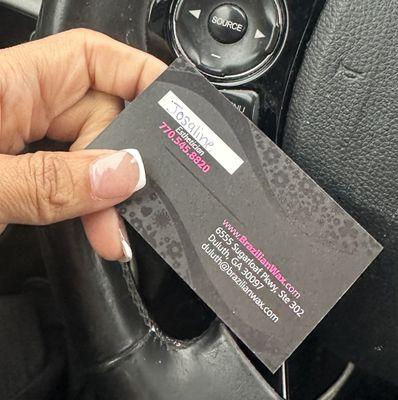 SOURCE
MENU
Josaline
Esthetician
770.545.8820
www.BrazilianWax.com
6555 Sugarloaf Pkwy, Ste 302
Duluth, GA 30097
duluth@brazilianwax.com